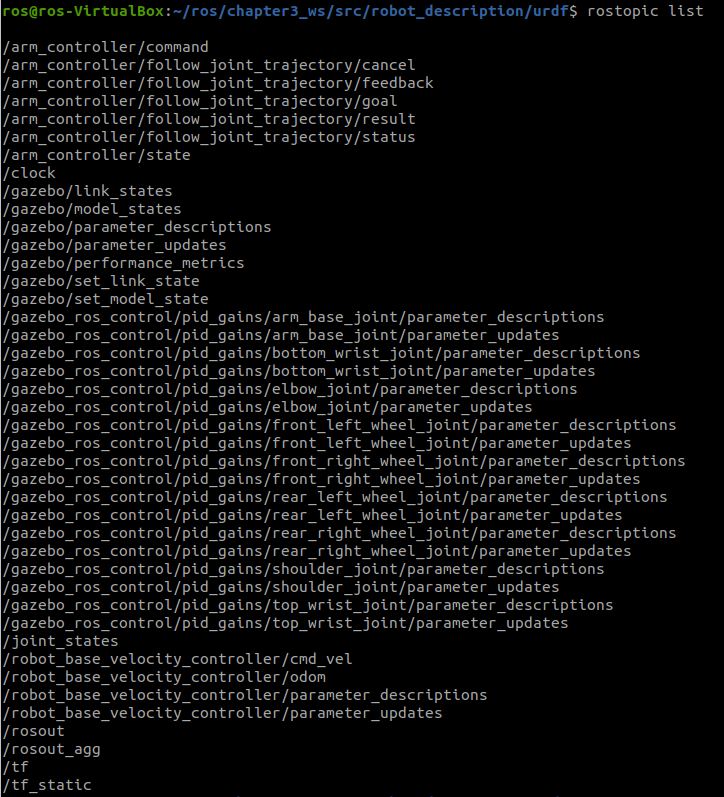 ros@ros-VirtualBox:~/ros/chapter3_ws/src/robot_description/urdf$ rostopic list
/arm_controller/command
/arm_controller/follow_joint_trajectory/cancel
/arm_controller/follow_joint_trajectory/feedback
/arm_controller/follow_joint_trajectory/goal
/arm_controller/follow_joint_trajectory/result
/arm_controller/follow_joint_trajectory/status
/arm_controller/state
/clock
/gazebo/link_states
/gazebo/model_states
/gazebo/parameter_descriptions
/gazebo/parameter_updates
/gazebo/performance_metrics
/gazebo/set_link_state
/gazebo/set_model_state
/gazebo_ros_control/pid_gains/arm_base_joint/parameter_descriptions
/gazebo_ros_control/pid_gains/arm_base_joint/parameter_updates
/gazebo_ros_control/pid_gains/bottom_wrist_joint/parameter_descriptions
/gazebo_ros_control/pid_gains/bottom_wrist_joint/parameter_updates
/gazebo_ros_control/pid_gains/elbow_joint/parameter_descriptions
/gazebo_ros_control/pid_gains/elbow_joint/parameter_updates
/gazebo_ros_control/pid_gains/front_left_wheel_joint/parameter_descriptions
/gazebo_ros_control/pid_gains/front_left_wheel_joint/parameter_updates
/gazebo_ros_control/pid_gains/front_right_wheel_joint/parameter_descriptions
/gazebo_ros_control/pid_gains/front_right_wheel_joint/parameter_updates
/gazebo_ros_control/pid_gains/rear_left_wheel_joint/parameter_descriptions
/gazebo_ros_control/pid_gains/rear_left_wheel_joint/parameter_updates
/gazebo_ros_control/pid_gains/rear_right_wheel_joint/parameter_descriptions
/gazebo_ros_control/pid_gains/rear_right_wheel_joint/parameter_updates
/gazebo_ros_control/pid_gains/shoulder_joint/parameter_descriptions
/gazebo_ros_control/pid_gains/shoulder_joint/parameter_updates
/gazebo_ros_control/pid_gains/top_wrist_joint/parameter_descriptions
/gazebo_ros_control/pid_gains/top_wrist_joint/parameter_updates
/joint_states
/robot_base_velocity_controller/cmd_vel
/robot_base_velocity_controller/odom
/robot_base_velocity_controller/parameter_descriptions
/robot_base_velocity_controller/parameter_updates
/rosout
/rosout_agg
/tf
/tf_static